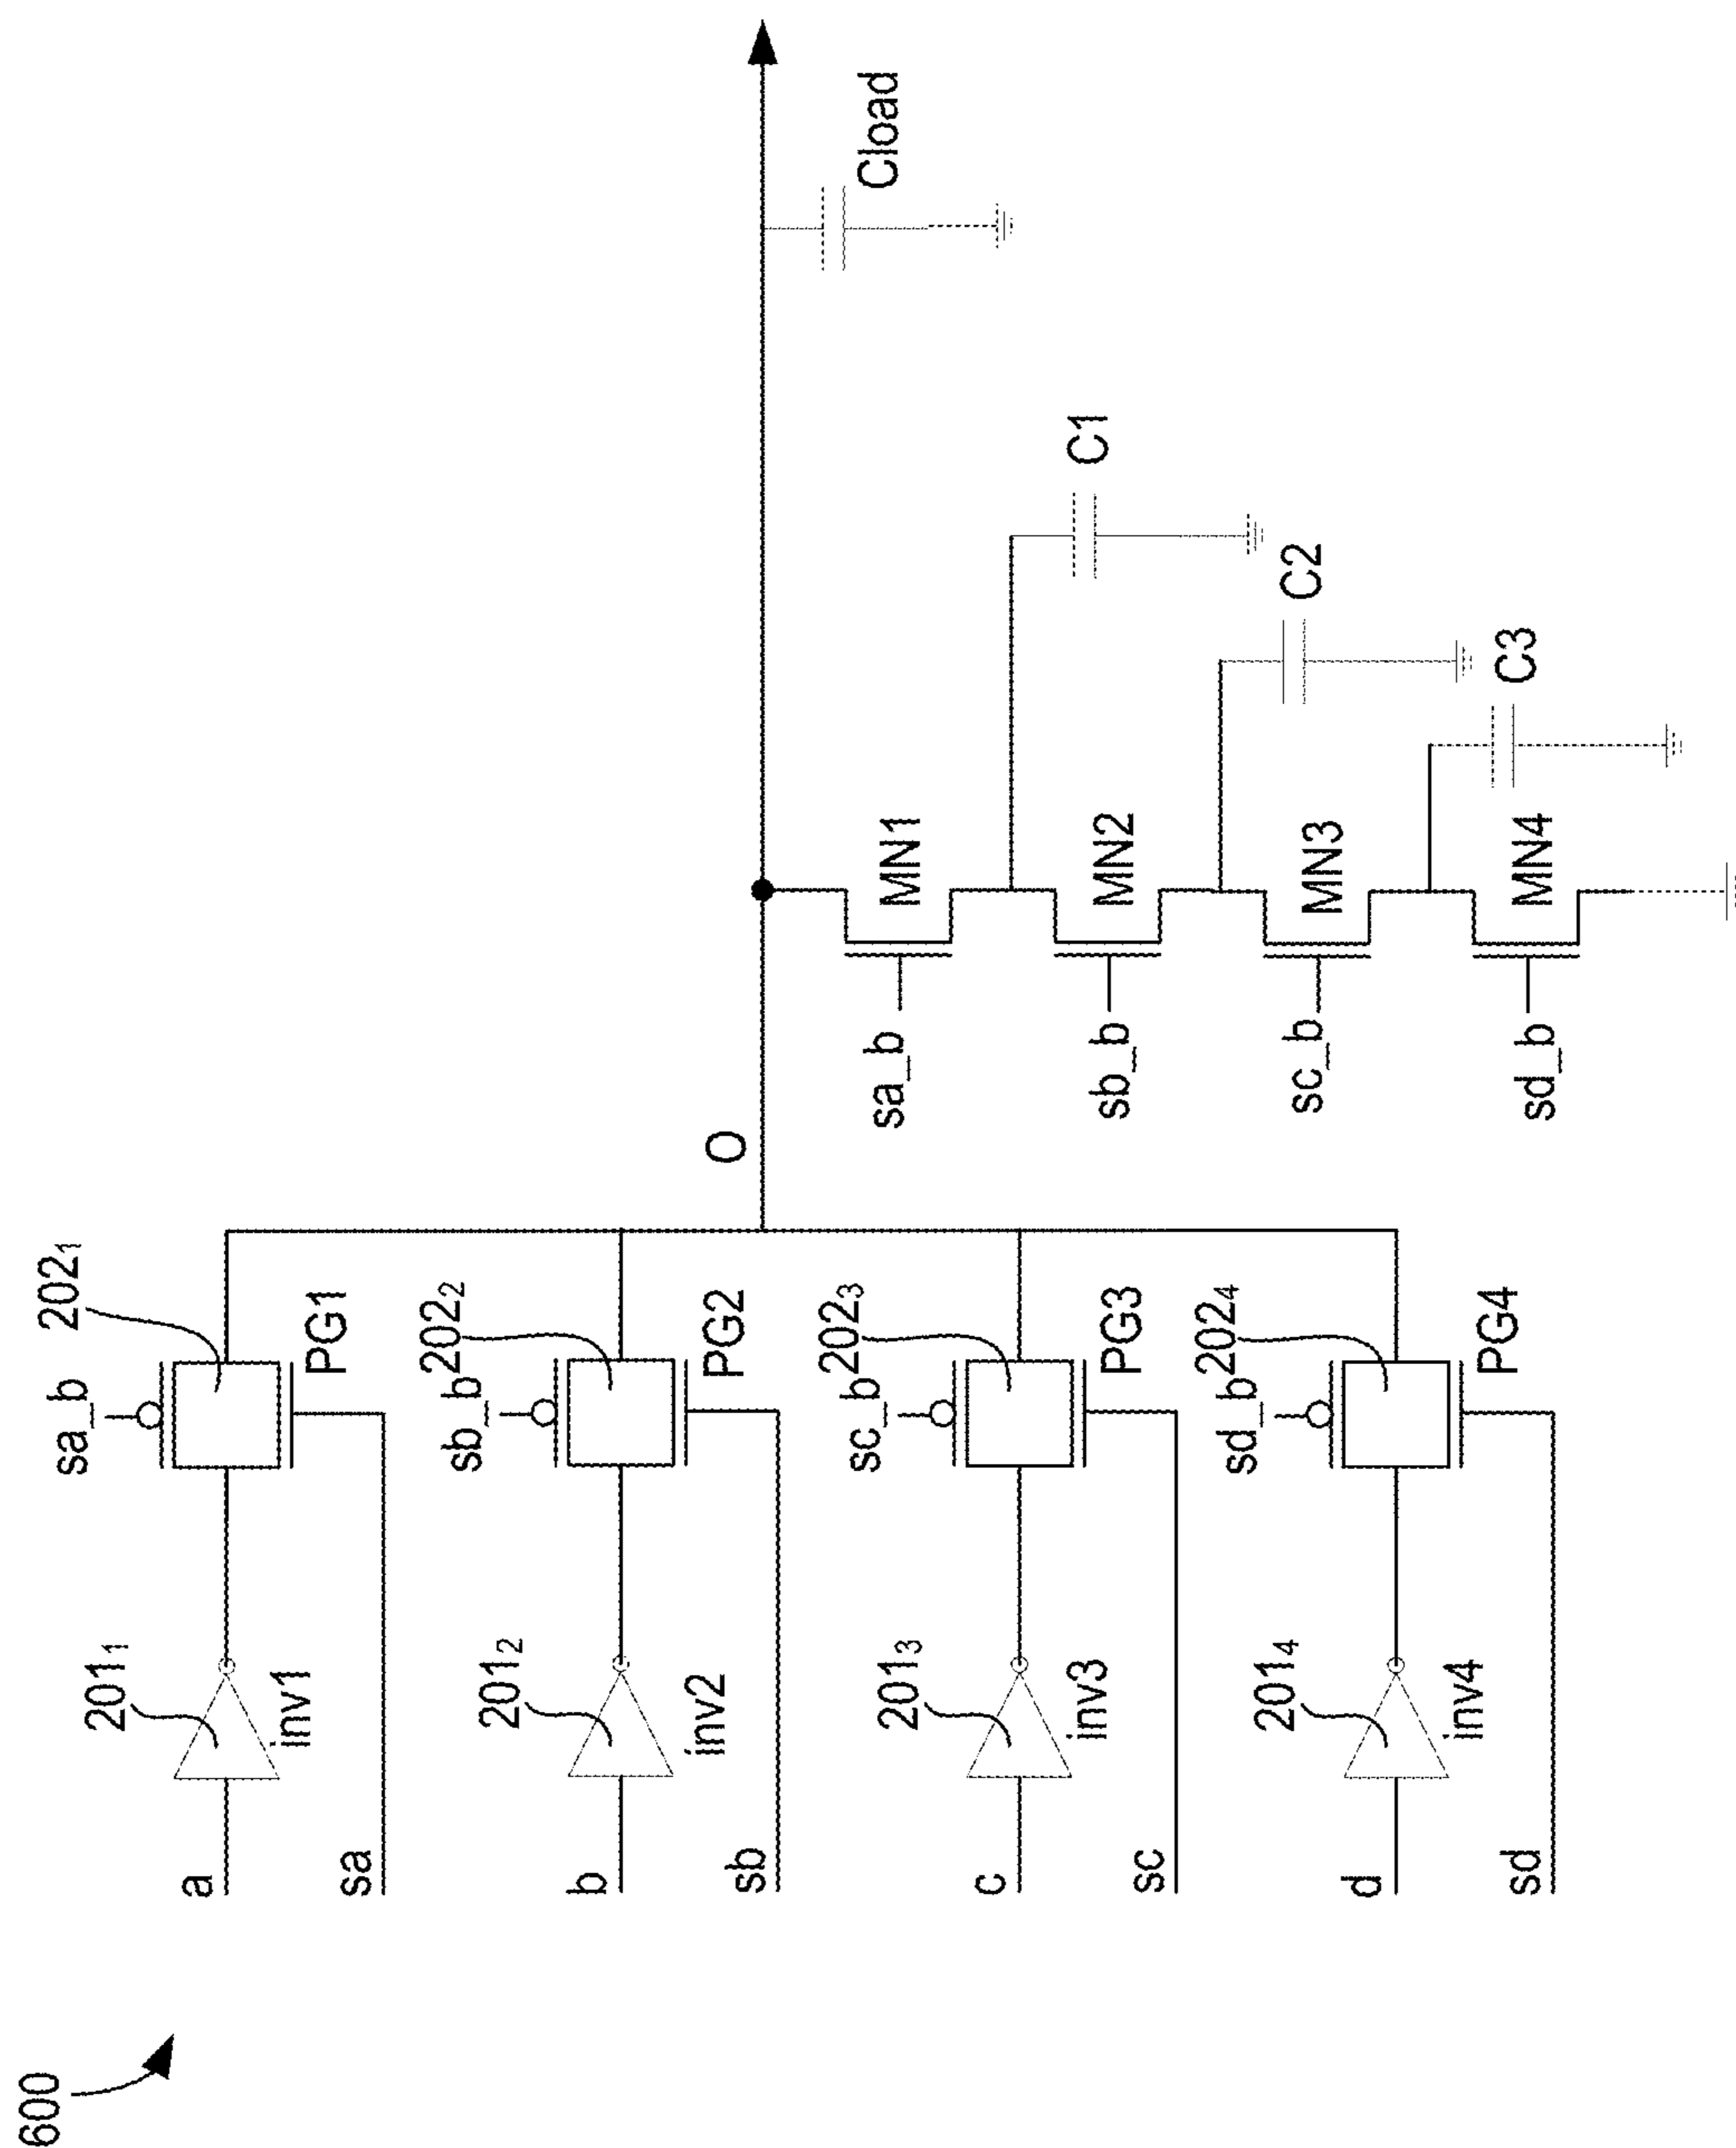 600
a
201₁
inv1
sa
sa_b
202₁
PG1
b
201₂
inv2
sb
sb_b
202₂
PG2
c
201₃
inv3
sc
sc_b
202₃
PG3
d
201₄
inv4
sd
sd_b
202₄
PG4
O
sa_b
MN1
sb_b
MN2
sc_b
MN3
sd_b
MN4
C1
C2
C3
Cload